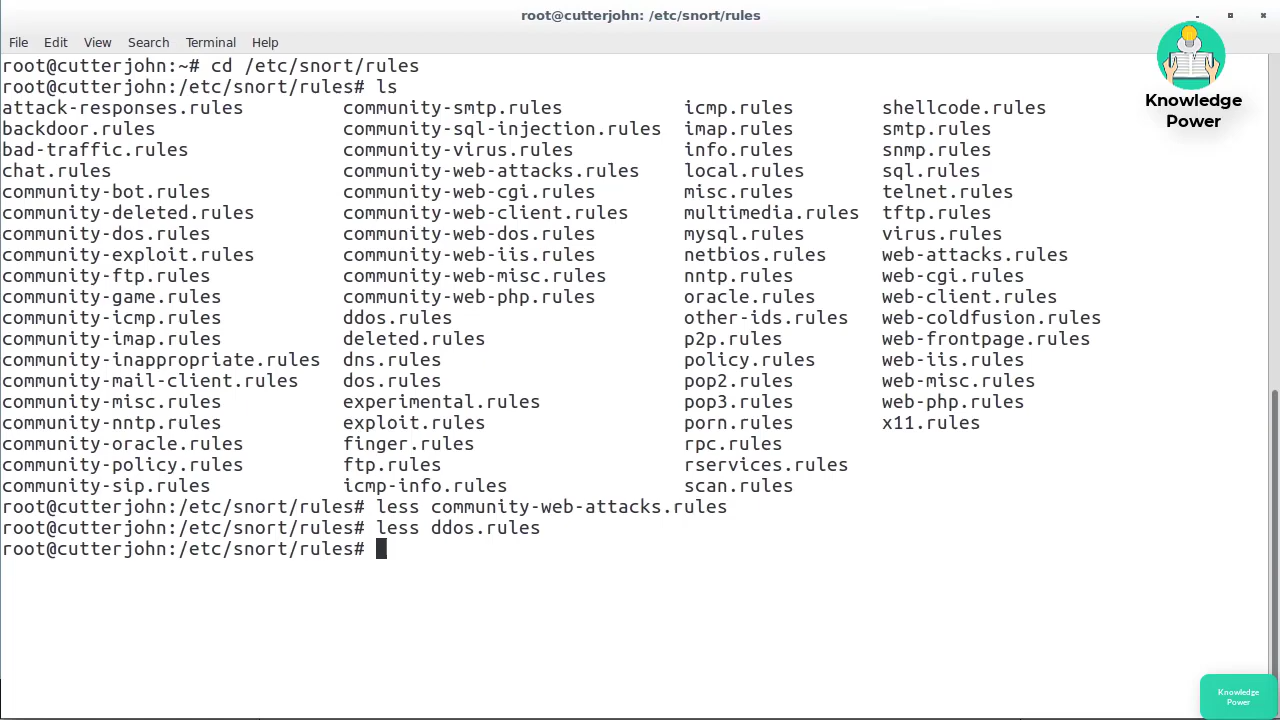 root@cutterjohn: /etc/snort/rules
File Edit View Search Terminal Help
root@cutterjohn:~# cd /etc/snort/rules
root@cutterjohn:/etc/snort/rules# ls
attack-responses.rules community-smtp.rules icmp.rules shellcode.rules
backdoor.rules community-sql-injection.rules imap.rules smtp.rules
bad-traffic.rules community-virus.rules info.rules snmp.rules
chat.rules community-web-attacks.rules local.rules sql.rules
community-bot.rules community-web-cgi.rules misc.rules telnet.rules
community-deleted.rules community-web-client.rules multimedia.rules tftp.rules
community-dos.rules community-web-dos.rules mysql.rules virus.rules
community-exploit.rules community-web-iis.rules netbios.rules web-attacks.rules
community-ftp.rules community-web-misc.rules nntp.rules web-cgi.rules
community-game.rules community-web-php.rules oracle.rules web-client.rules
community-icmp.rules ddos.rules other-ids.rules web-coldfusion.rules
community-imap.rules deleted.rules p2p.rules web-frontpage.rules
community-inappropriate.rules dns.rules policy.rules web-iis.rules
community-mail-client.rules dos.rules pop2.rules web-misc.rules
community-misc.rules experimental.rules pop3.rules web-php.rules
community-nntp.rules exploit.rules porn.rules x11.rules
community-oracle.rules finger.rules rpc.rules
community-policy.rules ftp.rules rservices.rules
community-sip.rules icmp-info.rules scan.rules
root@cutterjohn:/etc/snort/rules# less community-web-attacks.rules
root@cutterjohn:/etc/snort/rules# less ddos.rules
root@cutterjohn:/etc/snort/rules#
Knowledge
Power
Knowledge
Power